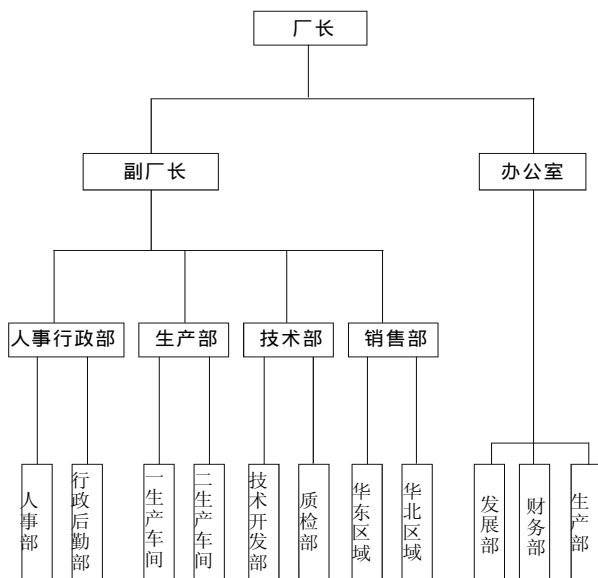 厂长
副厂长
办公室
人事行政部
生产部
技术部
销售部
人事部
行政后勤部
一生产车间
二生产车间
技术开发部
质检部
华东区域
华北区域
发展部
财务部
生产部